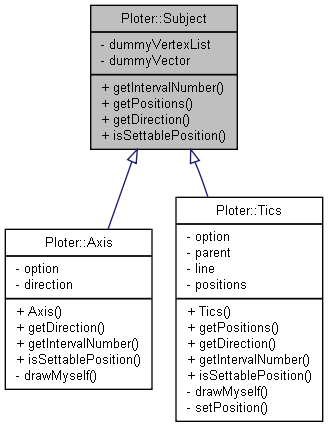 Ploter::Subject
- dummyVertexList
- dummyVector
+ getIntervalNumber()
+ getPositions()
+ getDirection()
+ isSettablePosition()
Ploter::Axis
- option
- direction
+ Axis()
+ getDirection()
+ getIntervalNumber()
+ isSettablePosition()
- drawMyself()
Ploter::Tics
- option
- parent
- line
- positions
+ Tics()
+ getPositions()
+ getDirection()
+ getIntervalNumber()
+ isSettablePosition()
- drawMyself()
- setPosition()